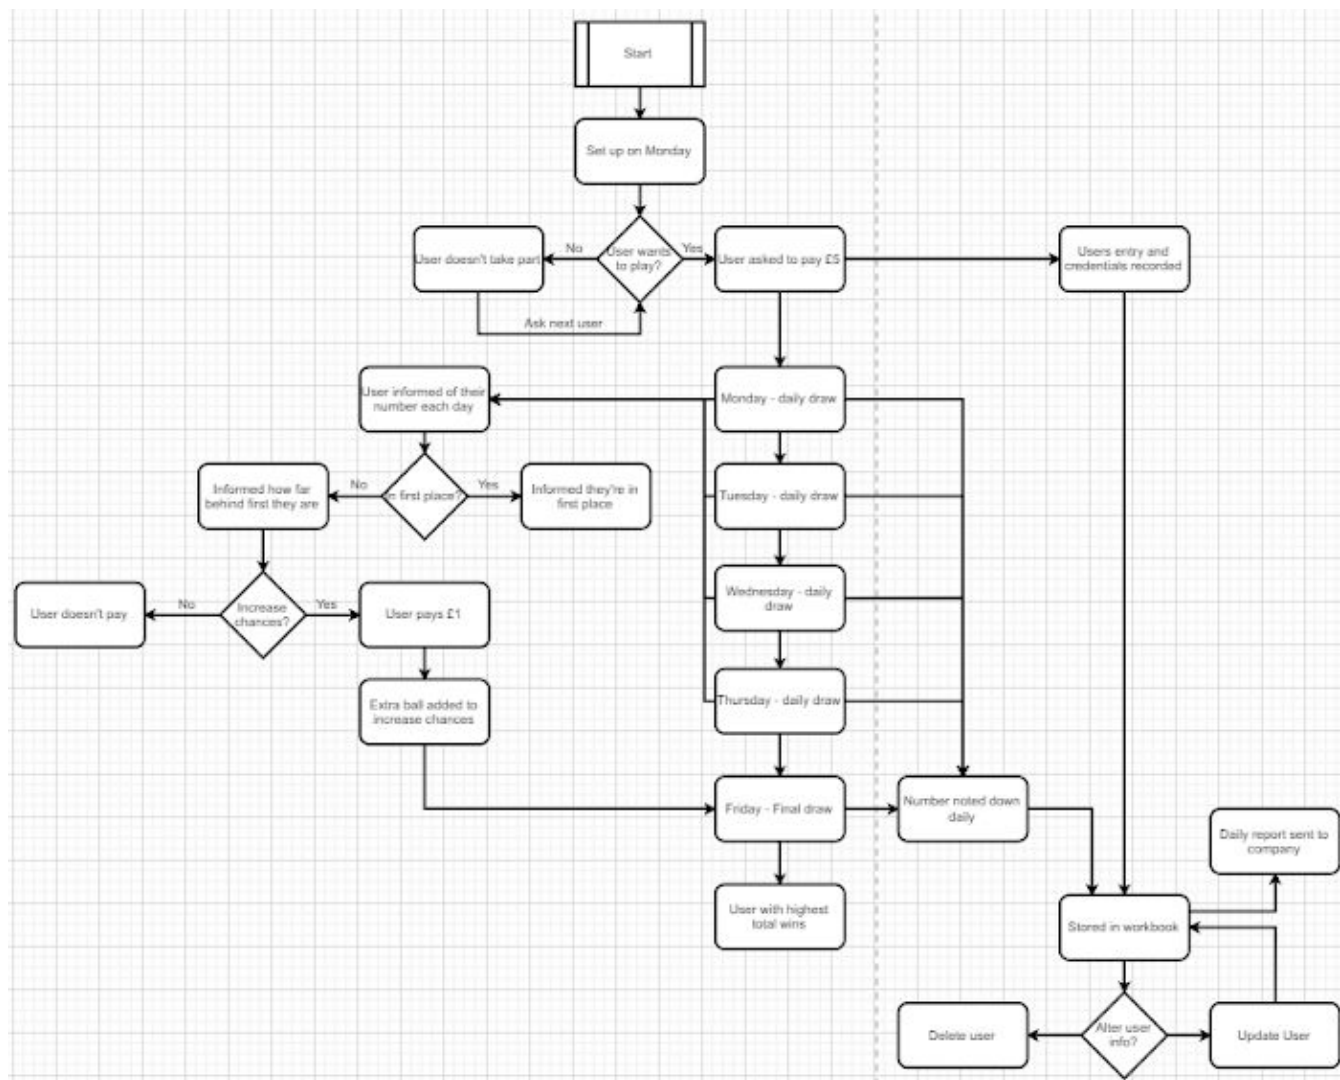 Start
Set up on Monday
User wants
to play?
No
Yes
User doesn't take part
User asked to pay £5
Users entry and
credentials recorded
Ask next user
User informed of their
number each day
Monday - daily draw
Informed how far
behind first they are
No
In first place?
Yes
Informed they're in
first place
Tuesday - daily draw
User doesn't pay
No
Increase
chances?
Yes
User pays £1
Wednesday - daily
draw
Extra ball added to
increase chances
Thursday - daily draw
Friday - Final draw
Number noted down
daily
Daily report sent to
company
User with highest
total wins
Stored in workbook
Delete user
Alter user
info?
Update User